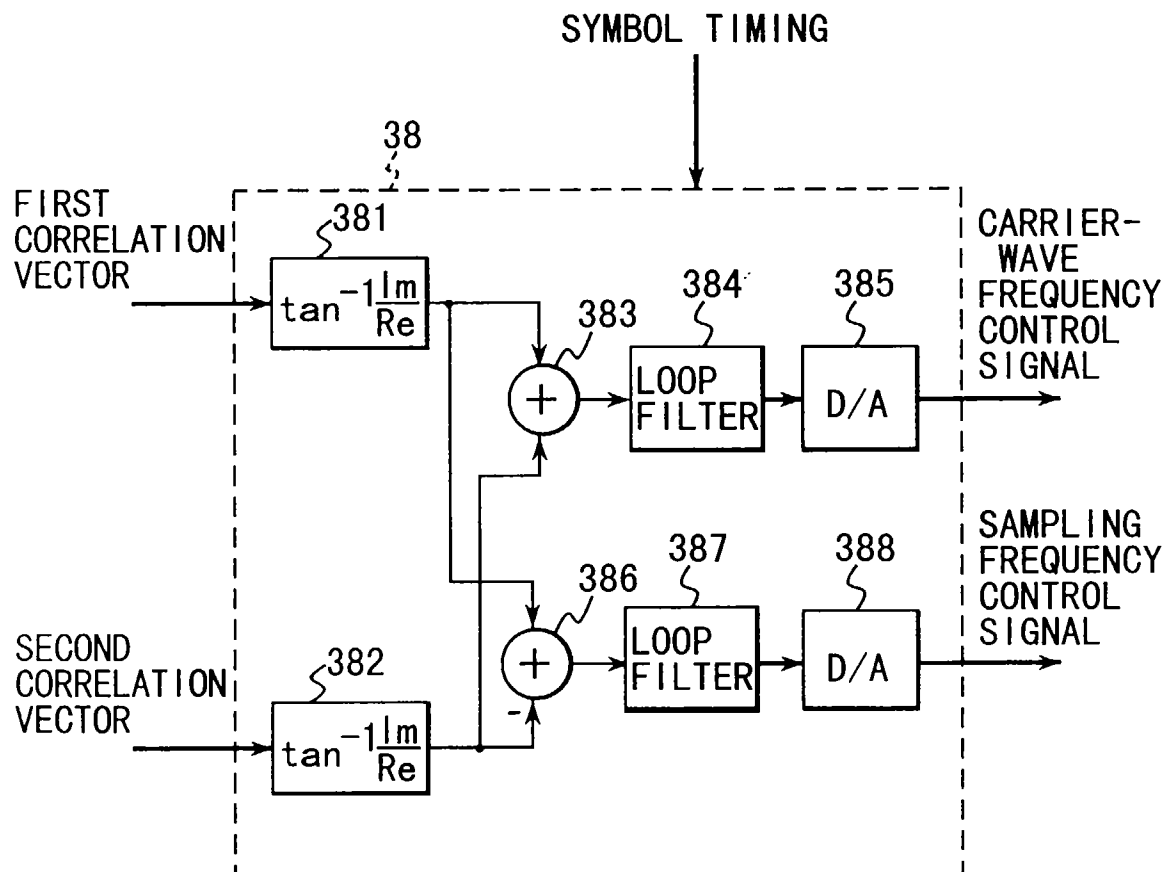 SYMBOL TIMING
38
FIRST
CORRELATION
VECTOR
381
tan⁻¹ Im
Re
383
+
384
LOOP
FILTER
385
D/A
CARRIER-
WAVE
FREQUENCY
CONTROL
SIGNAL
SECOND
CORRELATION
VECTOR
382
tan⁻¹ Im
Re
386
+
-
387
LOOP
FILTER
388
D/A
SAMPLING
FREQUENCY
CONTROL
SIGNAL